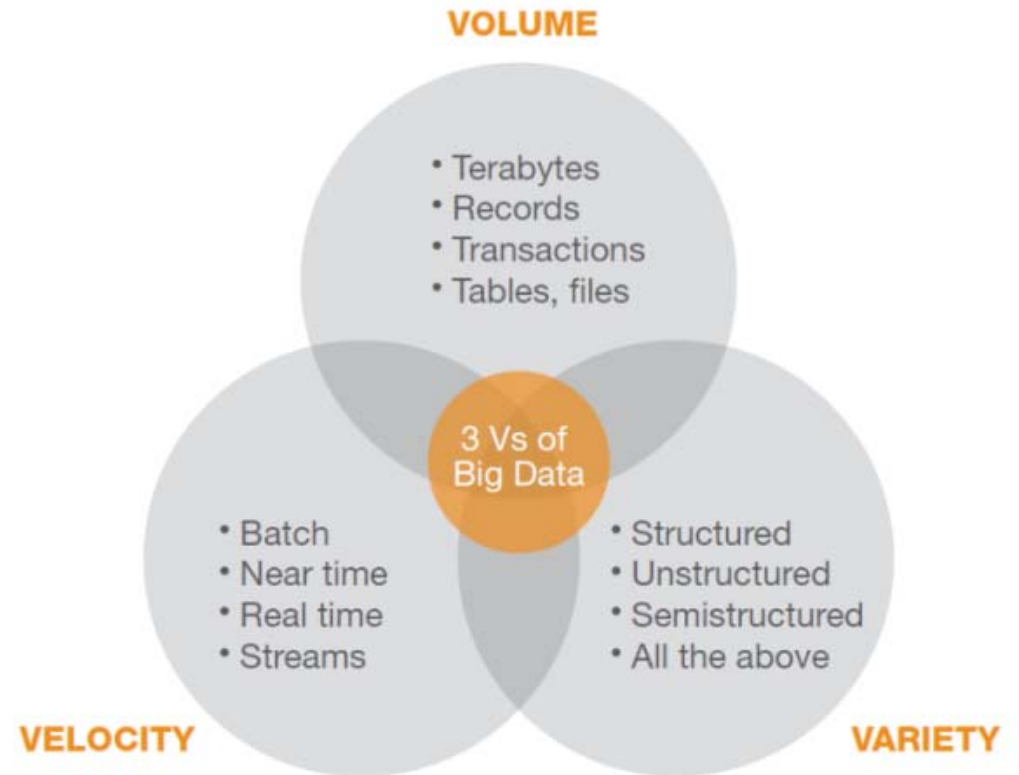 VOLUME
• Terabytes
• Records
• Transactions
• Tables, files
3 Vs of
Big Data
• Batch
• Near time
• Real time
• Streams
• Structured
• Unstructured
• Semistructured
• All the above
VELOCITY
VARIETY